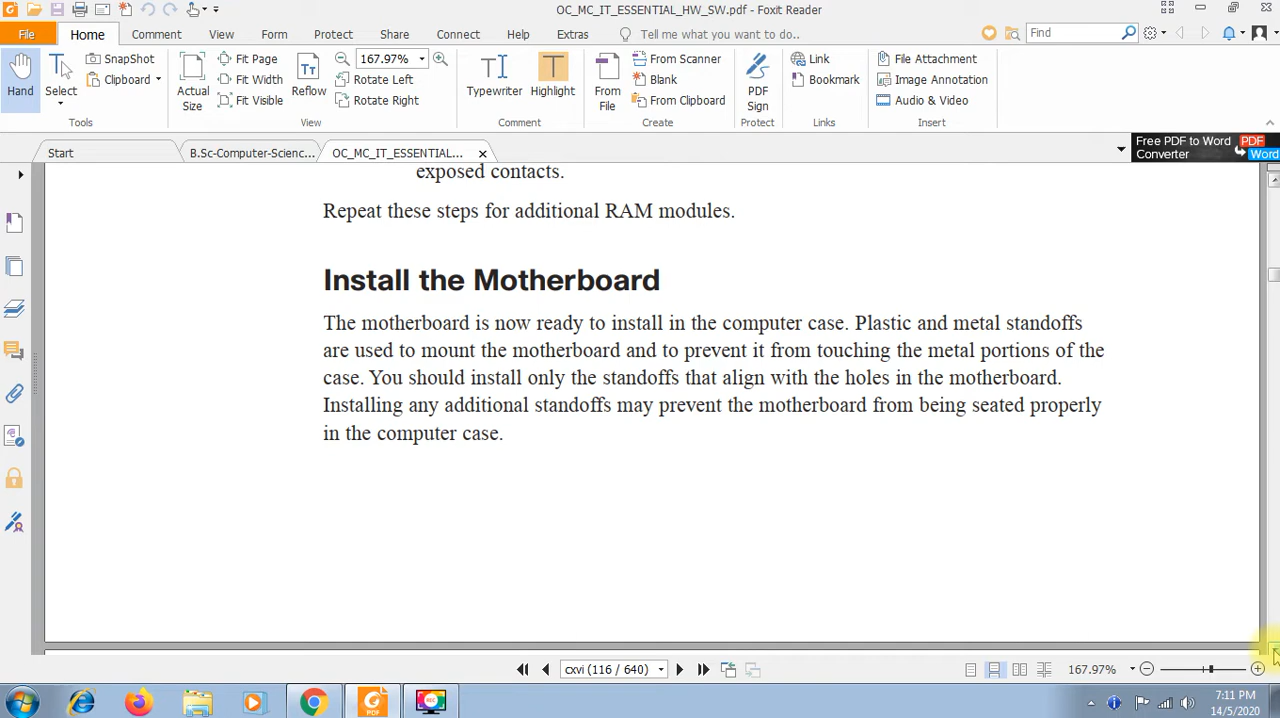 OC_MC_IT_ESSENTIAL_HW_SW.pdf - Foxit Reader
File Home Comment View Form Protect Share Connect Help Extras Tell me what you want to do.. Find
Hand
Select
SnapShot
Clipboard
Tools
Actual Size
Fit Page
Fit Width
Fit Visible
Reflow
167.97%
Rotate Left
Rotate Right
View
Typewriter
Highlight
Comment
From File
From Scanner
Blank
From Clipboard
Create
PDF Sign
Protect
Link
Bookmark
Links
File Attachment
Image Annotation
Audio & Video
Insert
Start B.Sc-Computer-Scienc... OC_MC_IT_ESSENTIAL...
Free PDF to Word
Converter
PDF
Word
exposed contacts.
Repeat these steps for additional RAM modules.
Install the Motherboard
The motherboard is now ready to install in the computer case. Plastic and metal standoffs
are used to mount the motherboard and to prevent it from touching the metal portions of the
case. You should install only the standoffs that align with the holes in the motherboard.
Installing any additional standoffs may prevent the motherboard from being seated properly
in the computer case.
cxvi (116 / 640) 167.97%
PDF
REC
7:11 PM
14/5/2020